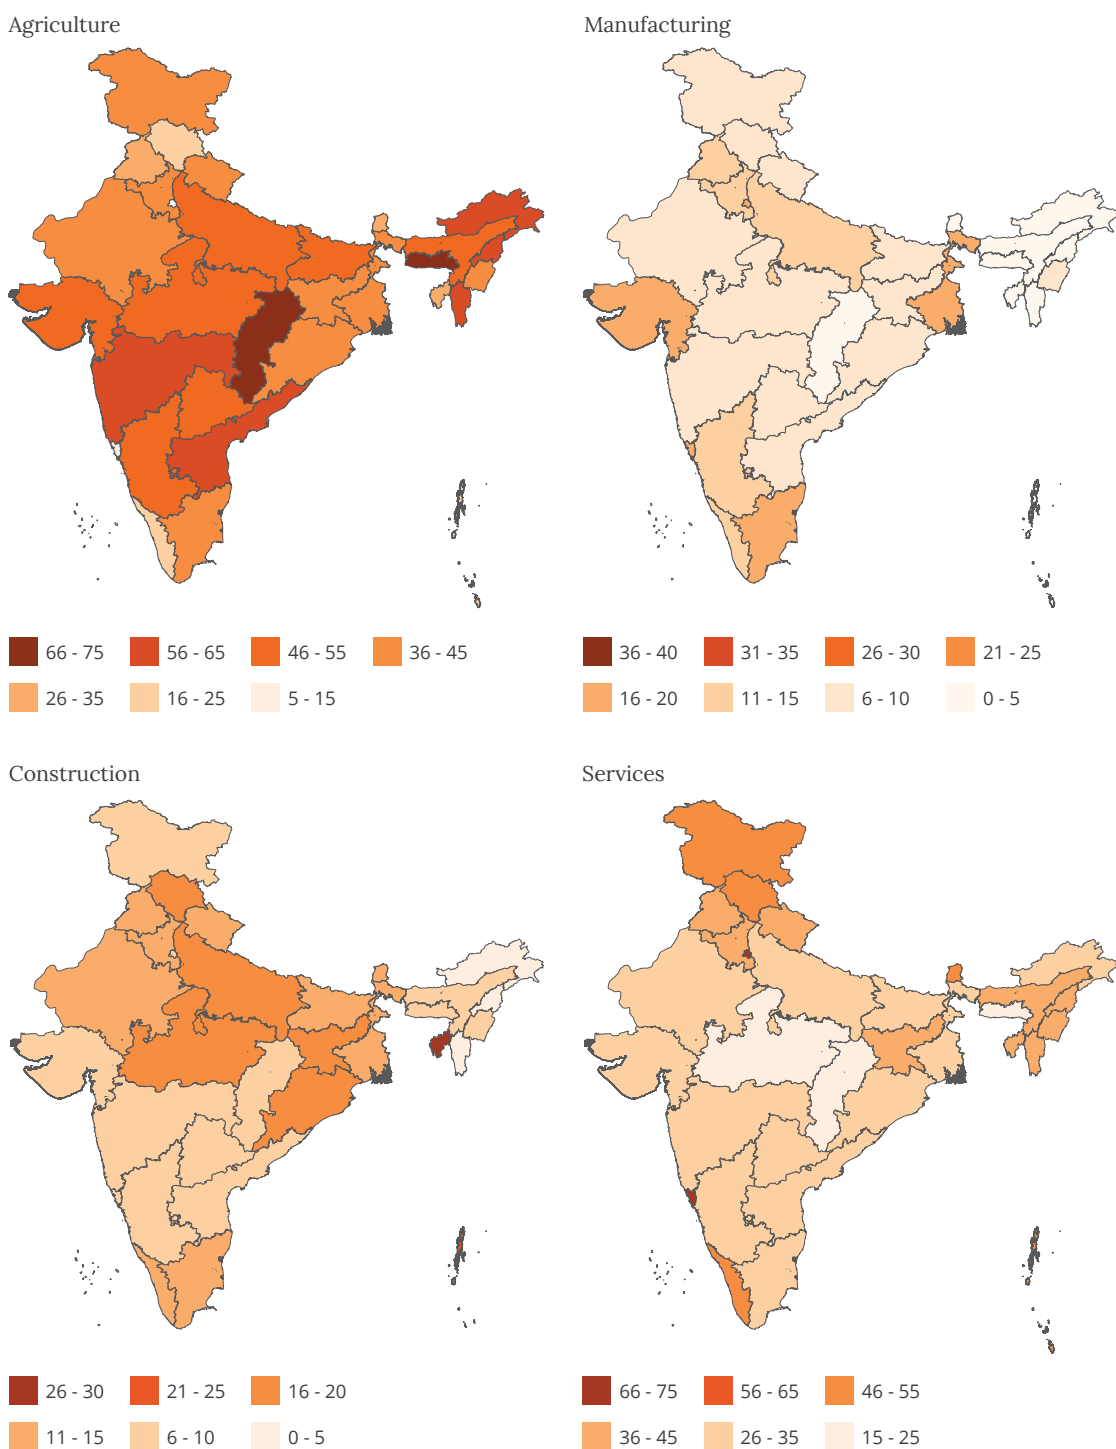 Agriculture
Manufacturing
66 - 75
56 - 65
46 - 55
36 - 45
26 - 35
16 - 25
5 - 15
36 - 40
31 - 35
26 - 30
21 - 25
16 - 20
11 - 15
6 - 10
0 - 5
Construction
Services
26 - 30
21 - 25
16 - 20
11 - 15
6 - 10
0 - 5
66 - 75
56 - 65
46 - 55
36 - 45
26 - 35
15 - 25